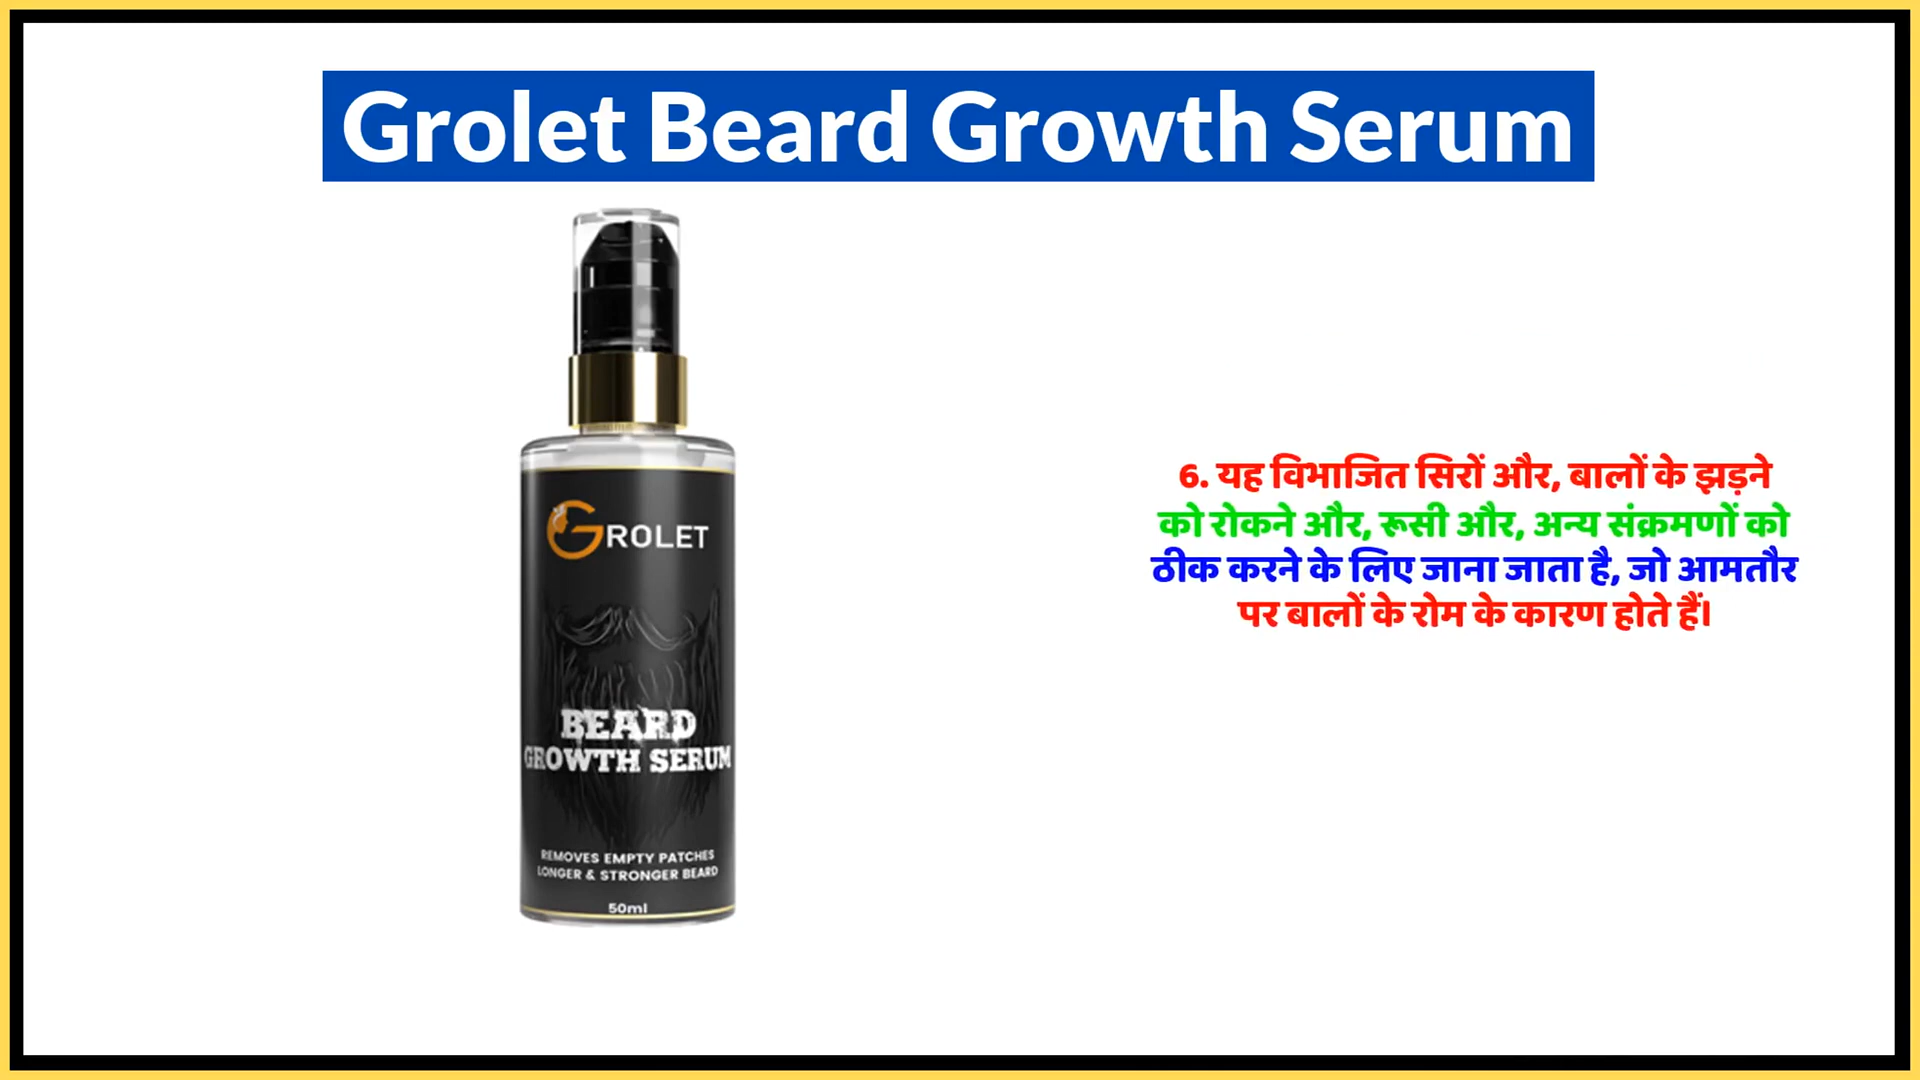 Grolet Beard Growth Serum
GROLET
BEARD
GROWTH SERUM
REMOVES EMPTY PATCHES
LONGER & STRONGER BEARD
50ml
6. यह विभाजित सिरों और, बालों के झड़ने
को रोकने और, रूसी और, अन्य संक्रमणों को
ठीक करने के लिए जाना जाता है, जो आमतौर
पर बालों के रोम के कारण होते हैं।